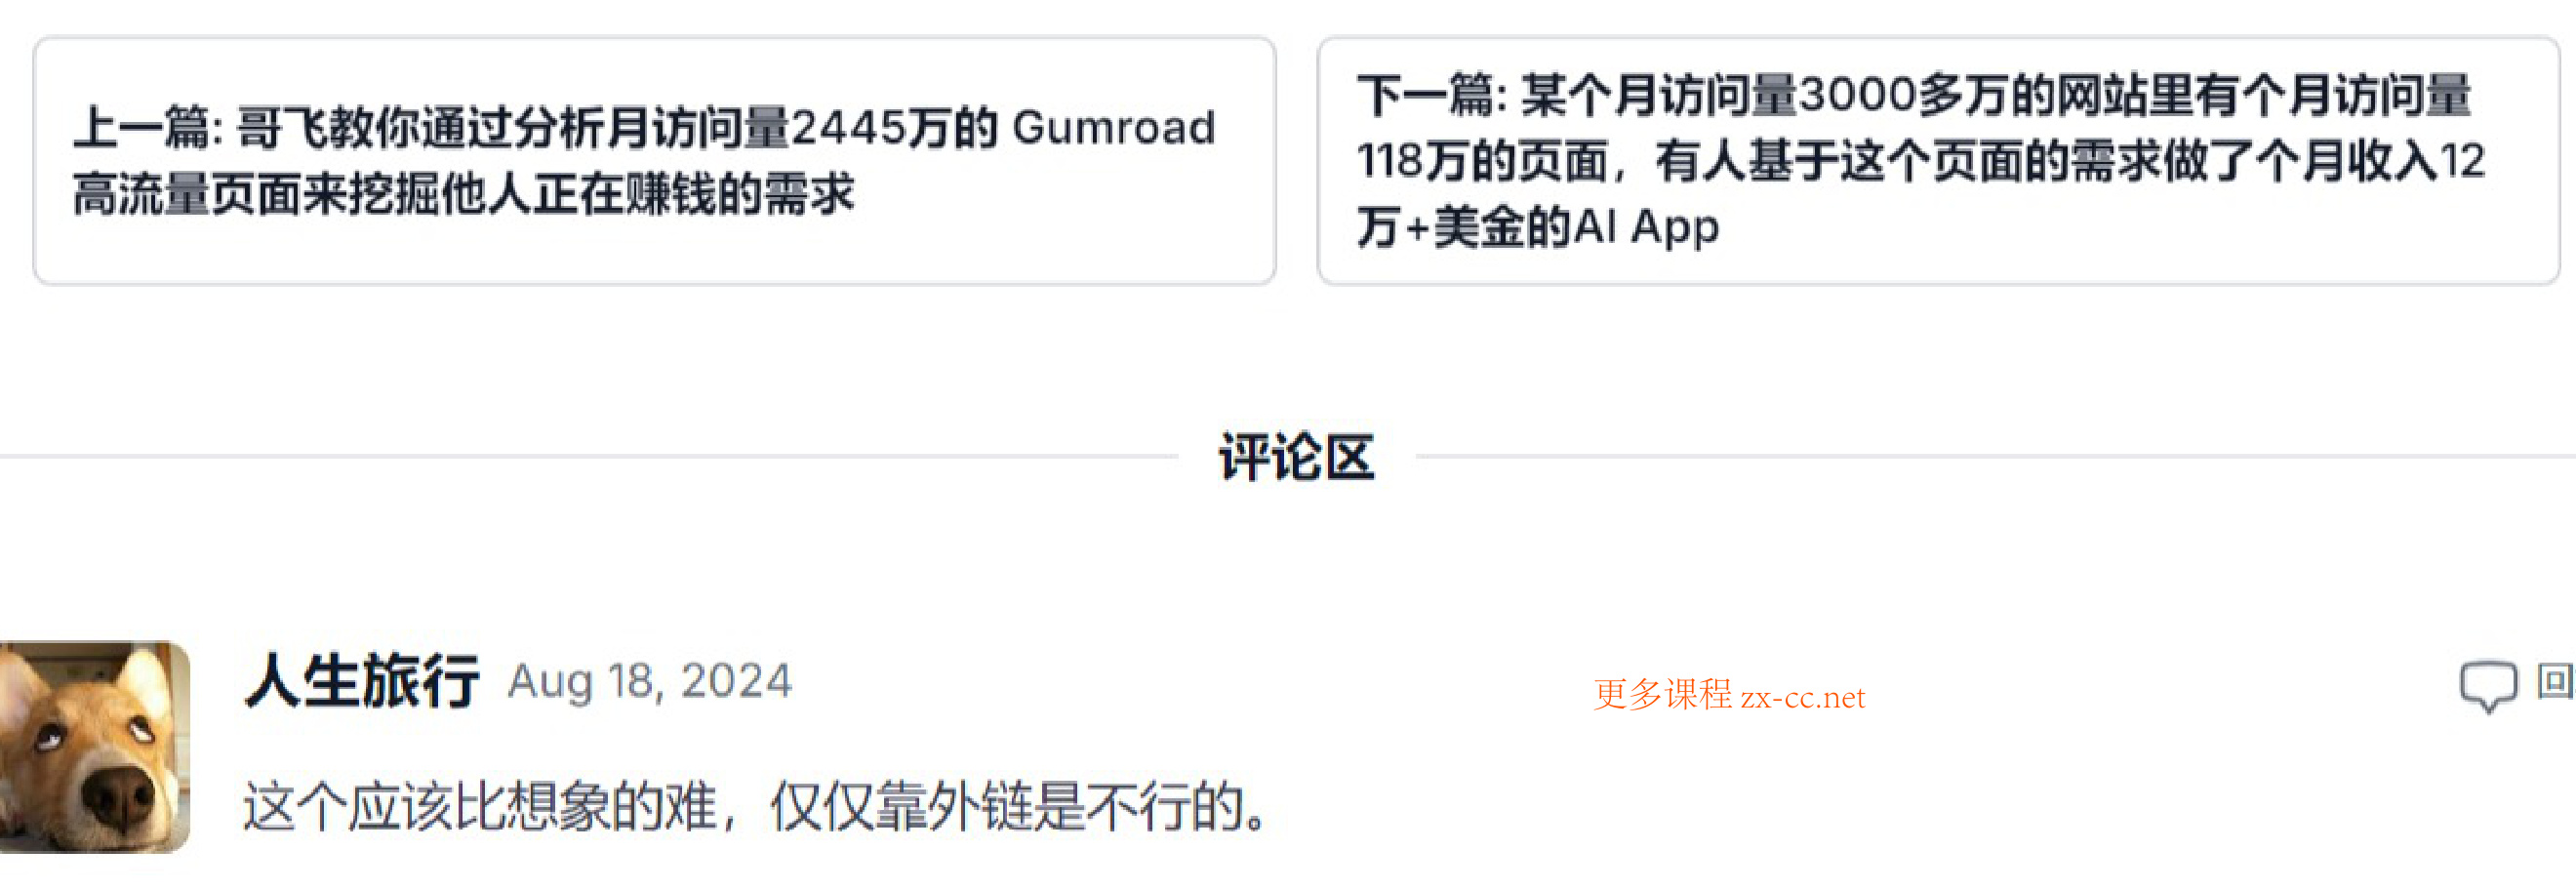 上一篇: 哥飞教你通过分析月访问量2445万的 Gumroad
高流量页面来挖掘他人正在赚钱的需求
下一篇: 某个月访问量3000多万的网站里有个月访问量
118万的页面，有人基于这个页面的需求做了个月收入12
万+美金的AI App
评论区
人生旅行 Aug 18, 2024
更多课程 zx-cc.net
回
这个应该比想象的难，仅仅靠外链是不行的。